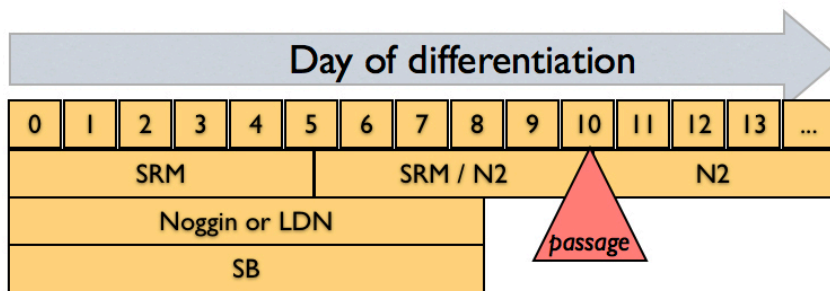 Day of differentiation
0 1 2 3 4 5 6 7 8 9 10 11 12 13 ...
SRM SRM / N2 N2
Noggin or LDN
passage
SB